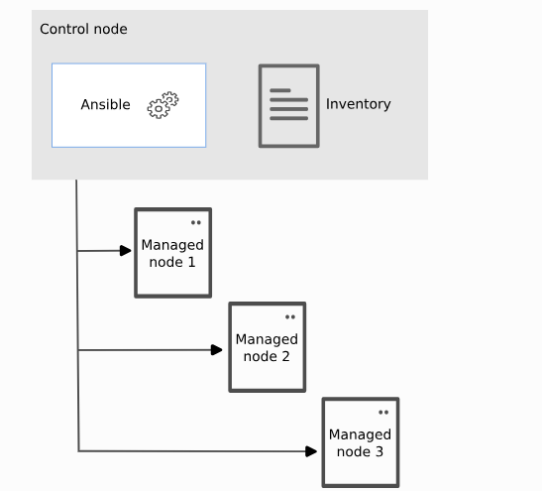 Control node
Ansible
Inventory
Managed
node 1
Managed
node 2
Managed
node 3